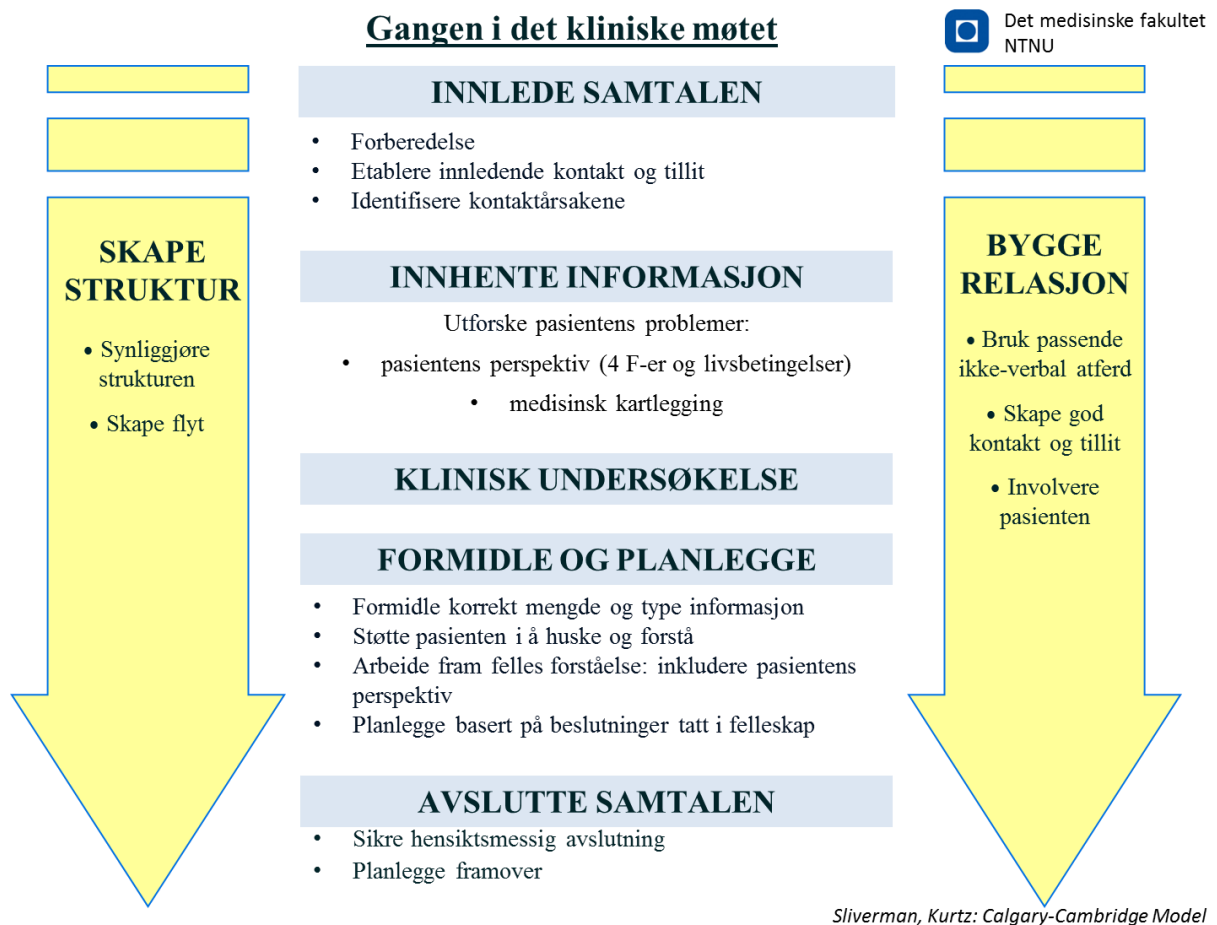 Gangen i det kliniske møtet
Det medisinske fakultet
NTNU
SKAPE
STRUKTUR
• Synliggjøre
strukturen
• Skape flyt
INNLEDE SAMTALEN
• Forberedelse
• Etablere innledende kontakt og tillit
• Identifisere kontaktårsakene
INNHENTE INFORMASJON
Utforske pasientens problemer:
• pasientens perspektiv (4 F-er og livsbetingelser)
• medisinsk kartlegging
KLINISK UNDERSØKELSE
FORMIDLE OG PLANLEGGE
• Formidle korrekt mengde og type informasjon
• Støtte pasienten i å huske og forstå
• Arbeide fram felles forståelse: inkludere pasientens
perspektiv
• Planlegge basert på beslutninger tatt i felleskap
AVSLUTTE SAMTALEN
• Sikre hensiktsmessig avslutning
• Planlegge framover
BYGGE
RELASJON
• Bruk passende
ikke-verbal atferd
• Skape god
kontakt og tillit
• Involvere
pasienten
Sliverman, Kurtz: Calgary-Cambridge Model